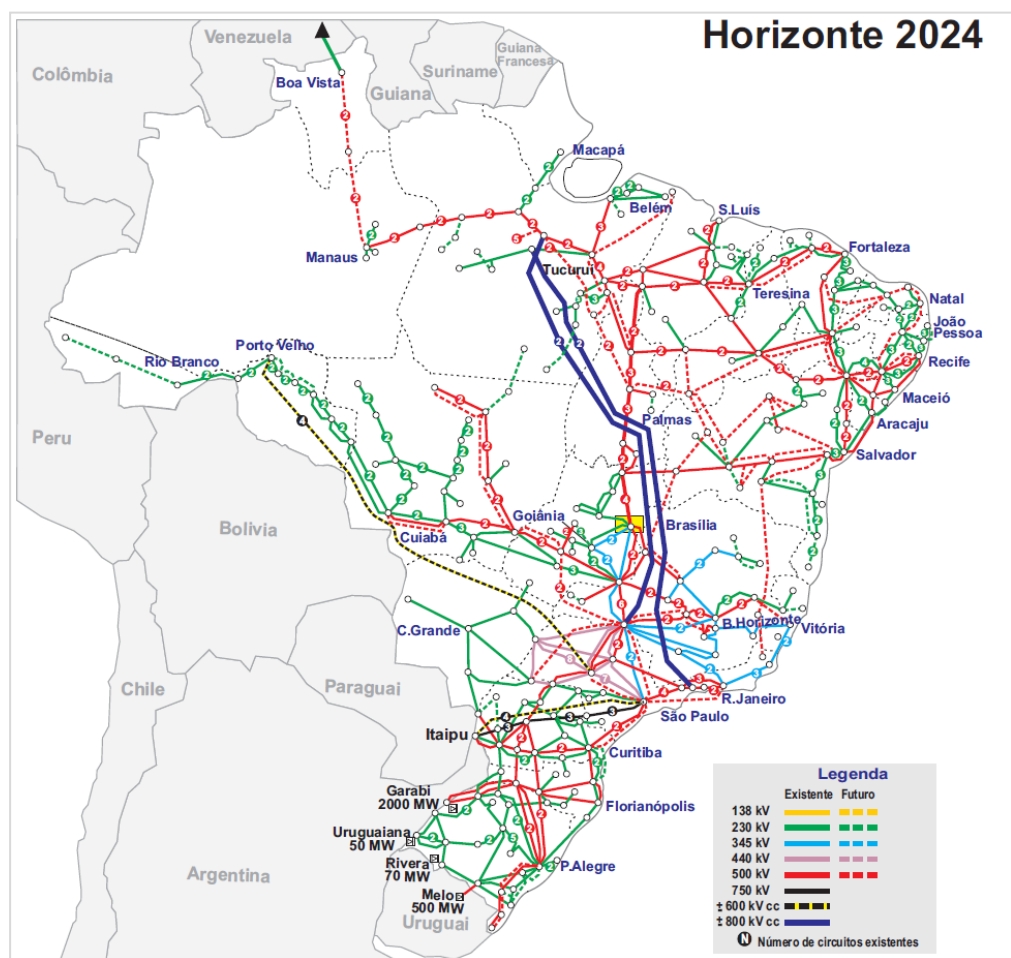 Horizonte 2024
Venezuela
Guiana
Francesa
Colômbia
Suriname
Boa Vista
Guiana
Macapá
Belém
S.Luis
Manaus
Fortaleza
Tucuruí
Teresina
Natal
João
Pessoa
Porto Velho
Rio Branco
Recife
Maceió
Peru
Palmas
Aracaju
Salvador
Goiânia
Brasília
Bolivia
Cuiabá
C.Grande
B.Horizonte
Vitória
Chile
Paraguai
R.Janeiro
São Paulo
Itaipu
Curitiba
Garabi
2000 MW
Florianópolis
Uruguaiana
50 MW
Rivera
70 MW
P.Alegre
Argentina
Melo
500 MW
Uruguai
Legenda
Existente Futuro
138 kV
230 kV
345 kV
440 kV
500 kV
750 kV
±600 kV cc
±800 kV cc
N Número de circuitos existentes